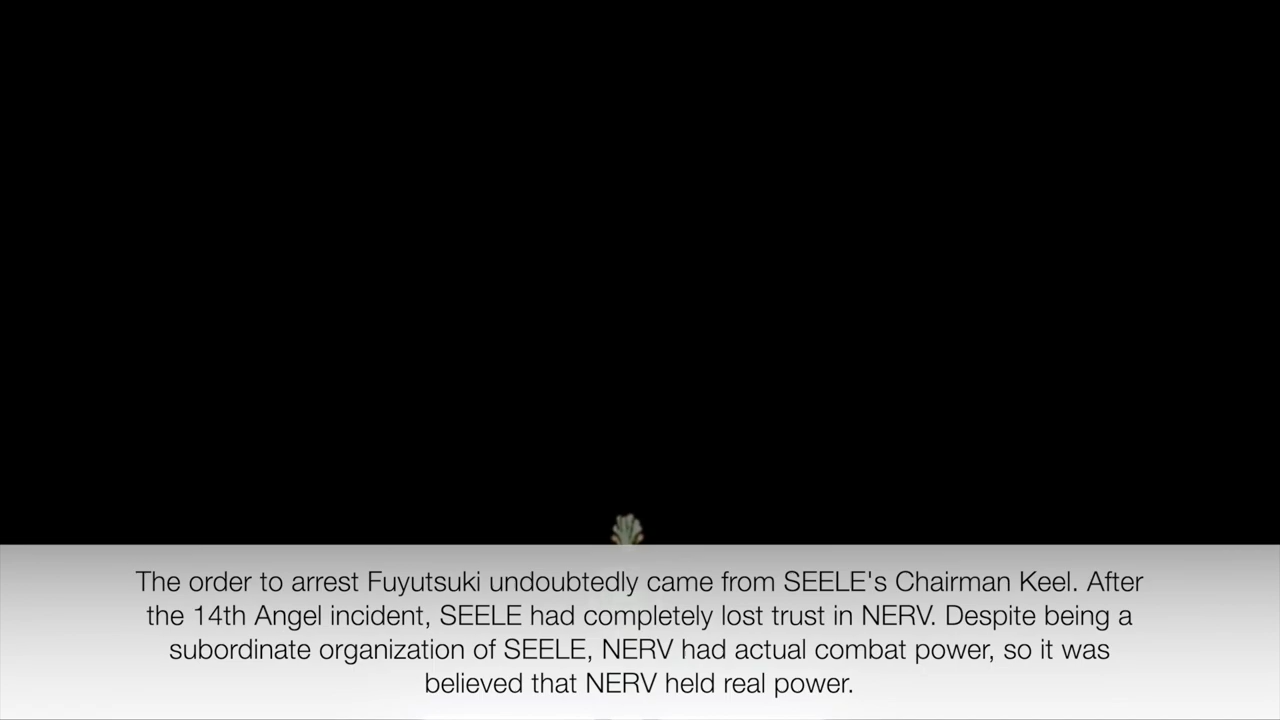 The order to arrest Fuyutsuki undoubtedly came from SEELE's Chairman Keel. After
the 14th Angel incident, SEELE had completely lost trust in NERV. Despite being a
subordinate organization of SEELE, NERV had actual combat power, so it was
believed that NERV held real power.